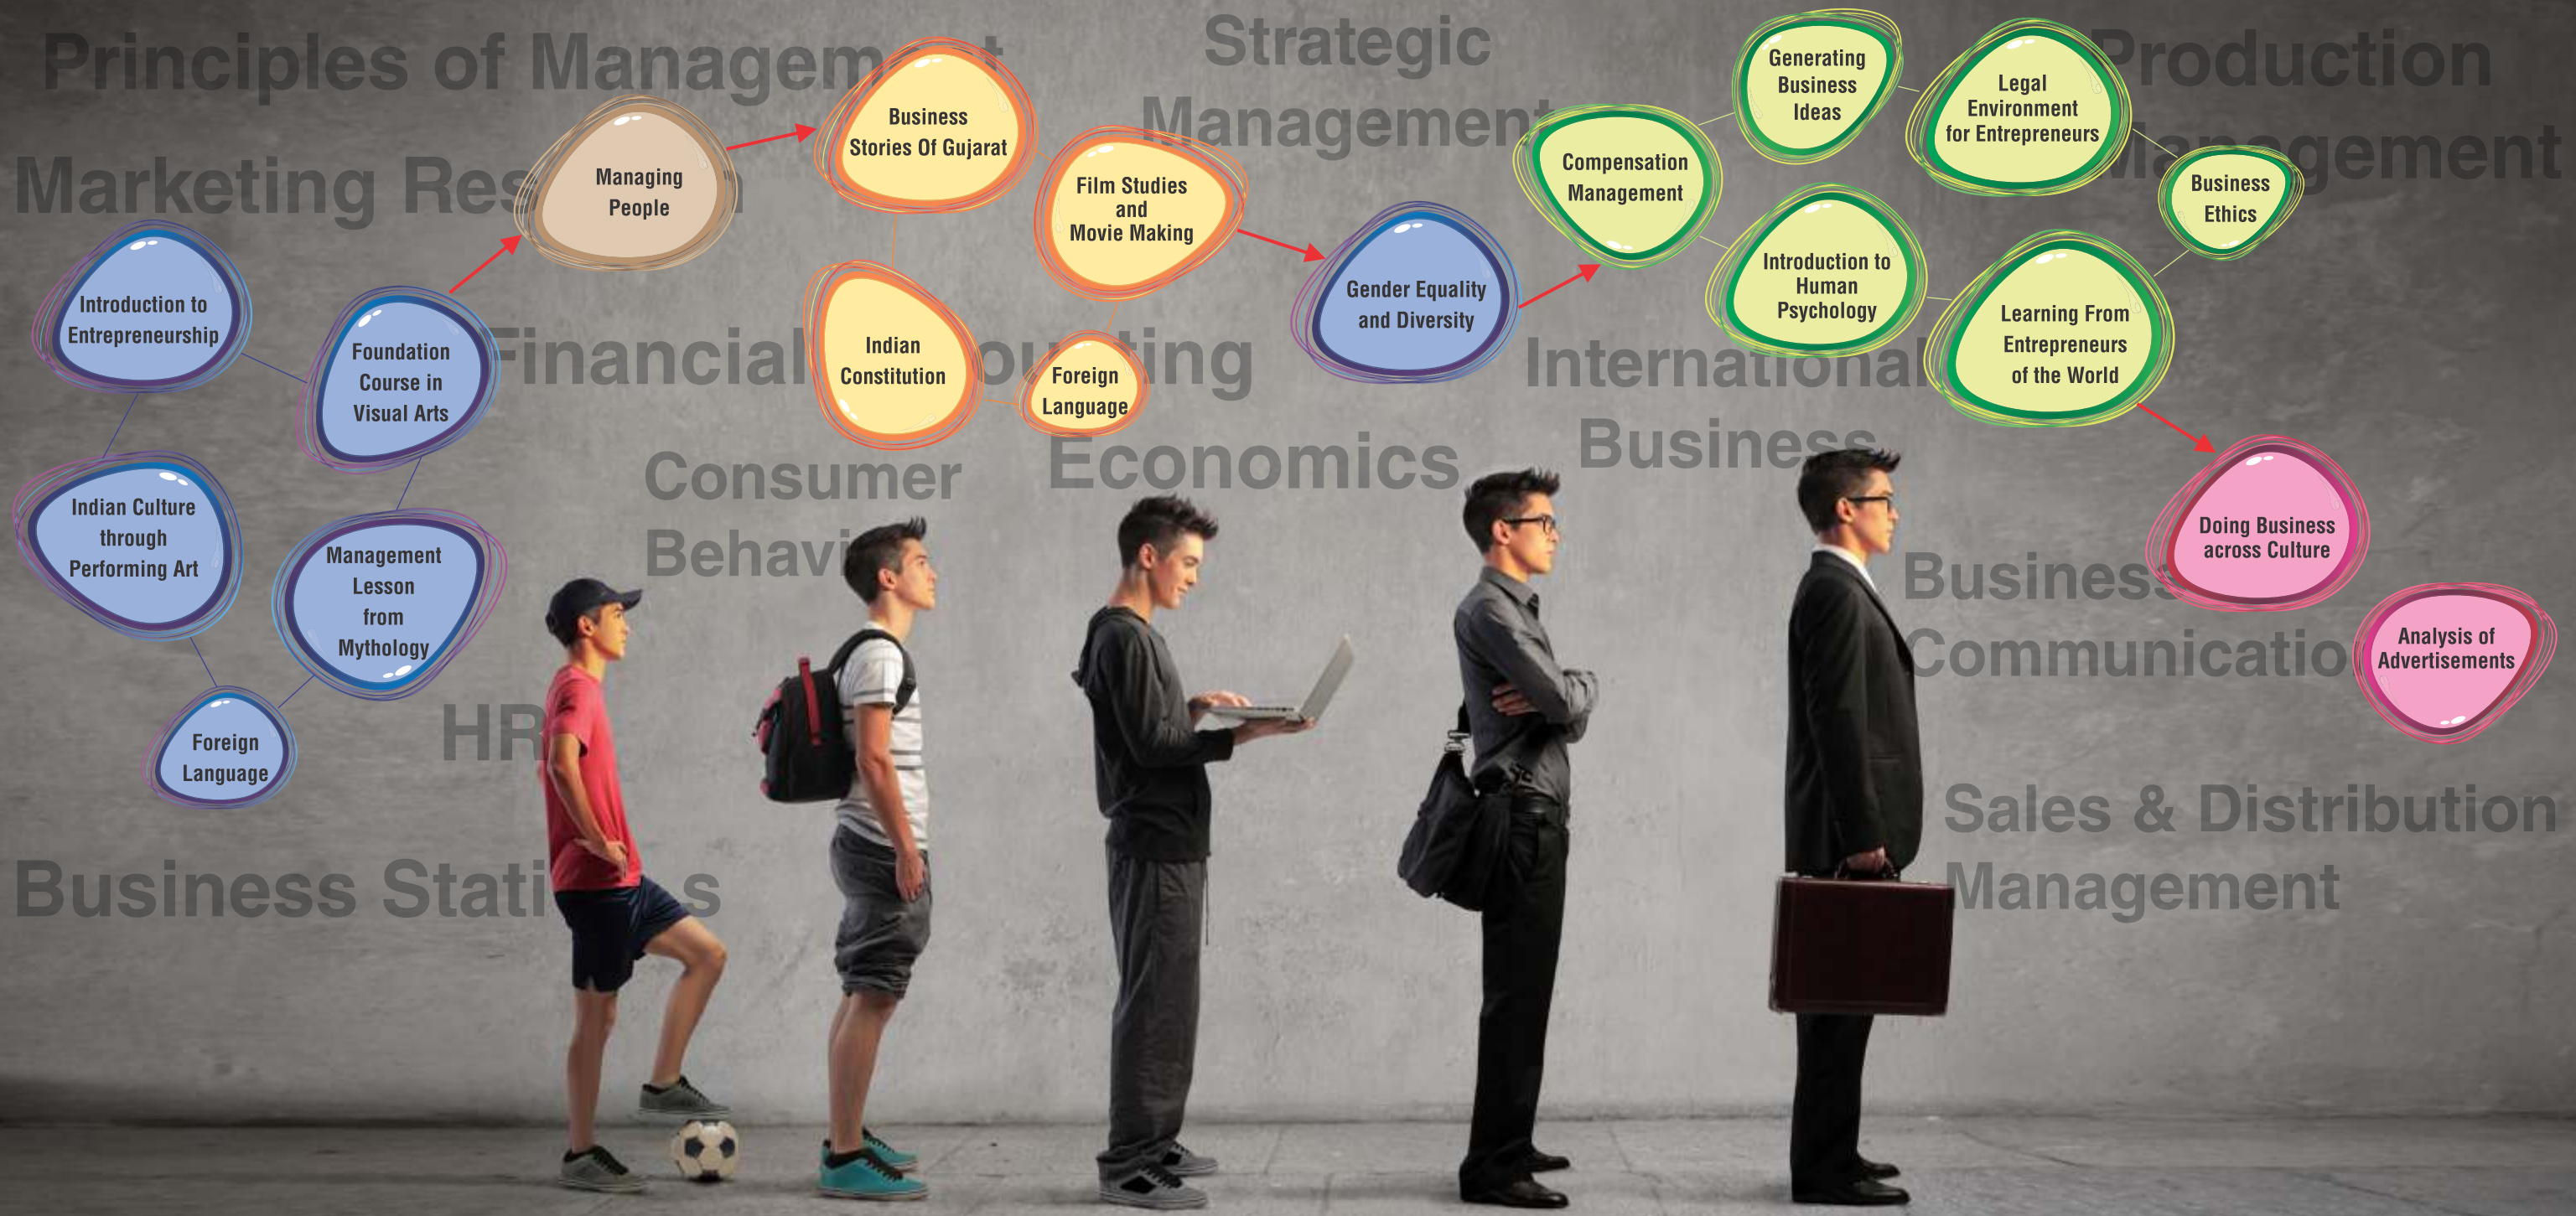 Principles of Management
Marketing Res
Strategic
Management
Production
Management
Financial
Consumer
Behavi
Economics
International
Business
HR
Business Stati s
Business
Communicatio
Sales & Distribution
Management
Introduction to
Entrepreneurship
Foundation
Course in
Visual Arts
Indian Culture
through
Performing Art
Management
Lesson
from
Mythology
Foreign
Language
Managing
People
Business
Stories Of Gujarat
Film Studies
and
Movie Making
Indian
Constitution
Foreign
Language
Gender Equality
and Diversity
Compensation
Management
Generating
Business
Ideas
Legal
Environment
for Entrepreneurs
Business
Ethics
Introduction to
Human
Psychology
Learning From
Entrepreneurs
of the World
Doing Business
across Culture
Analysis of
Advertisements